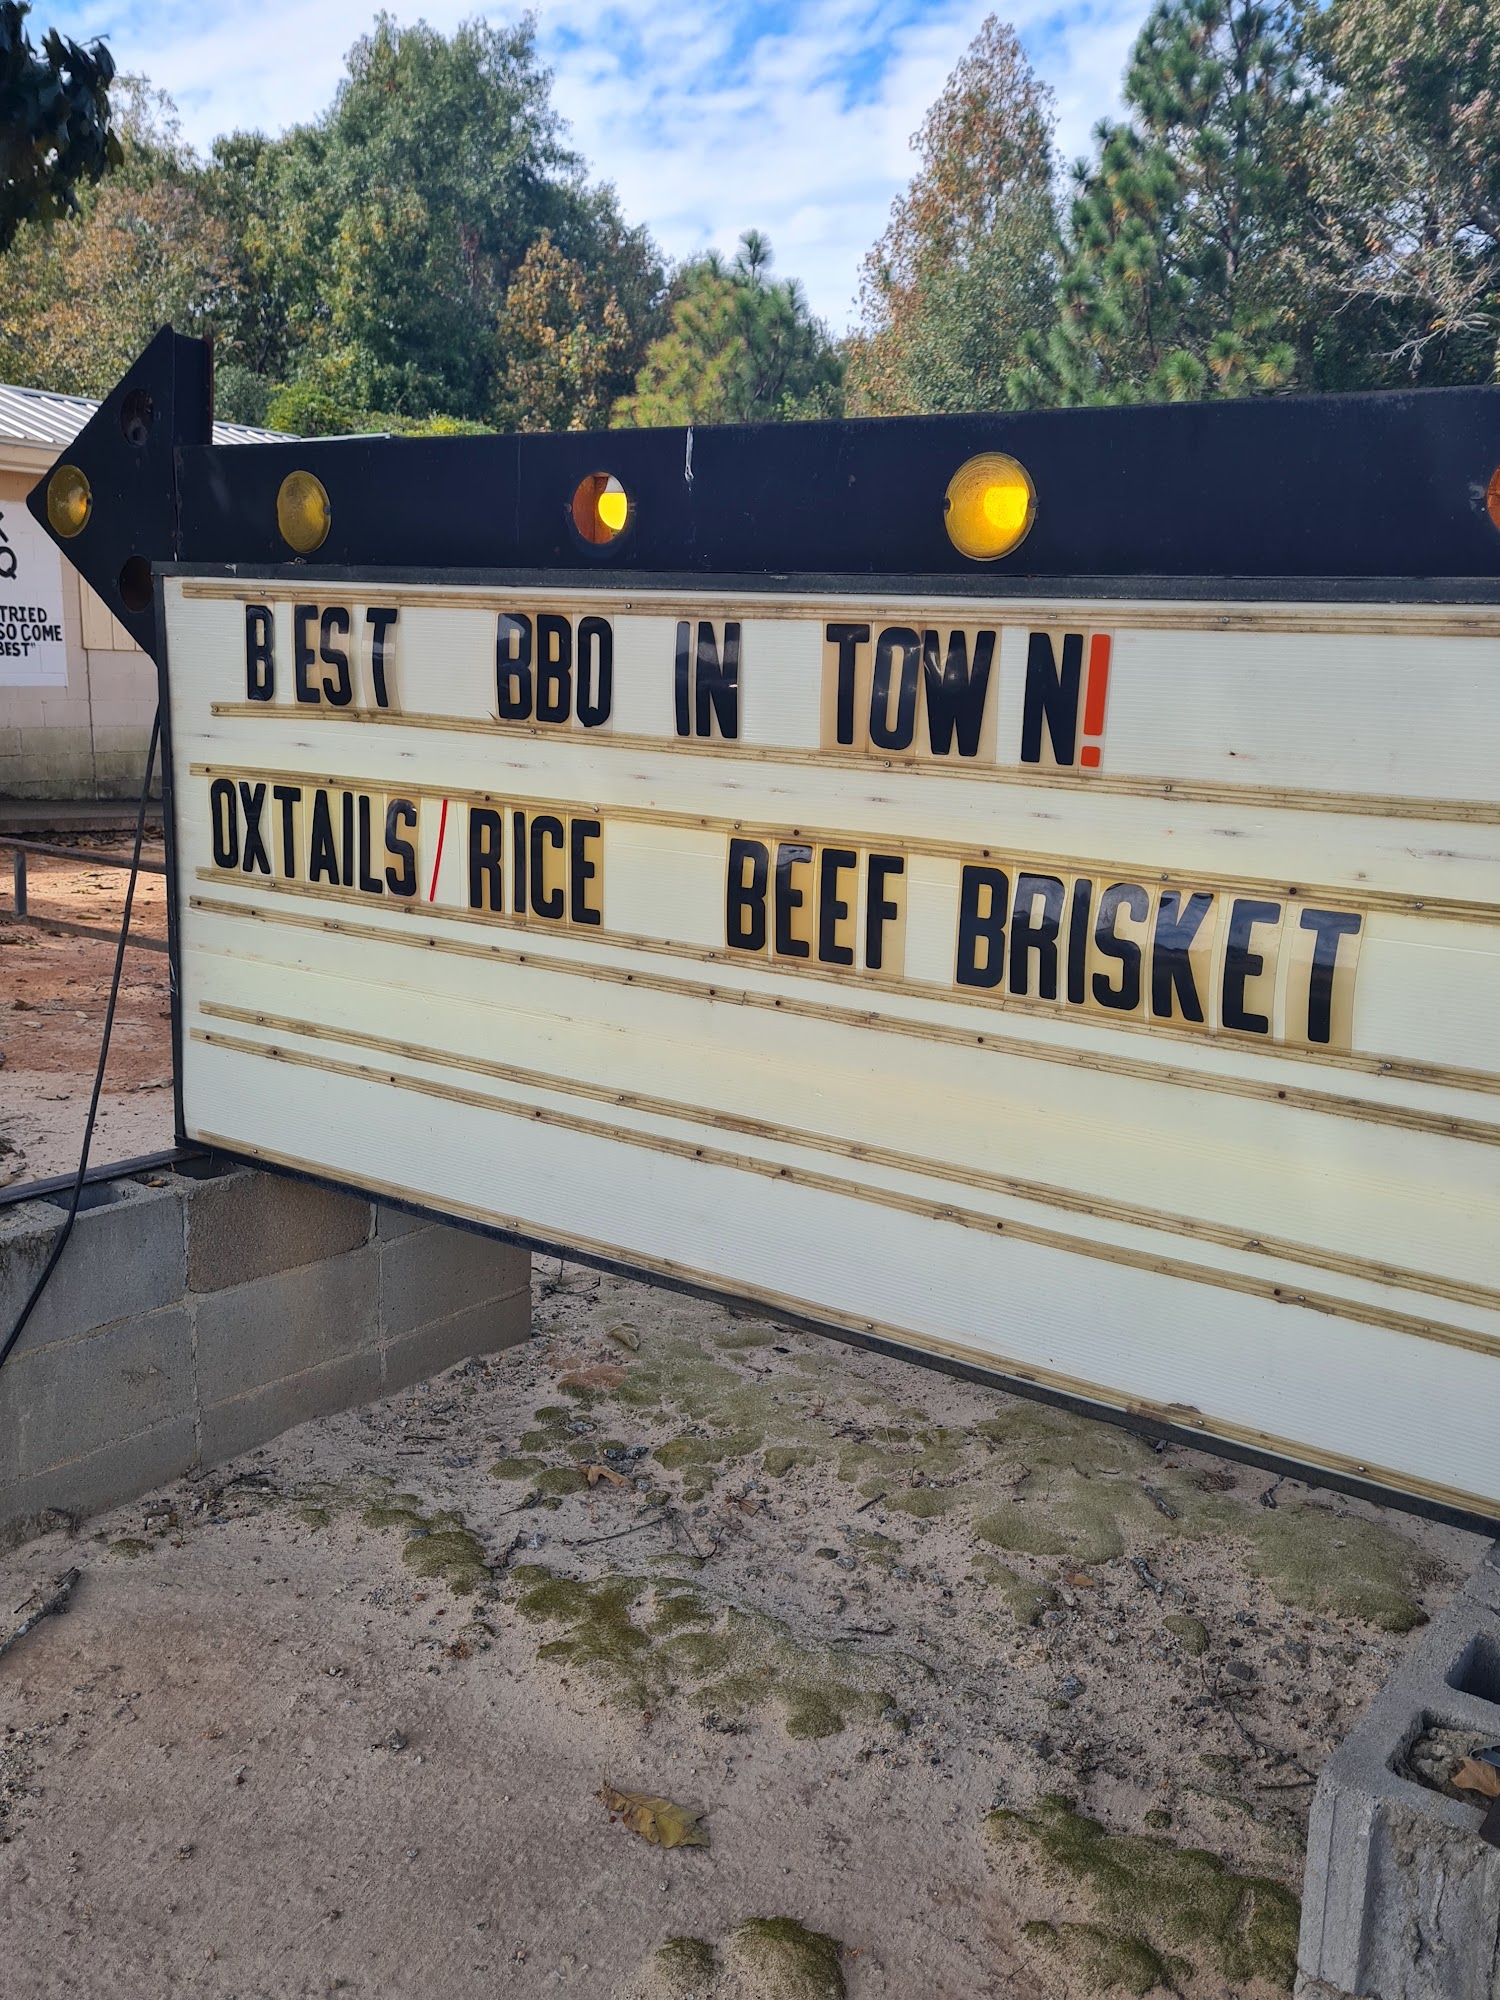 BEST BBQ IN TOWN!
OXTAILS/RICE BEEF BRISKET
Q
TRIED
SO COME
BEST"